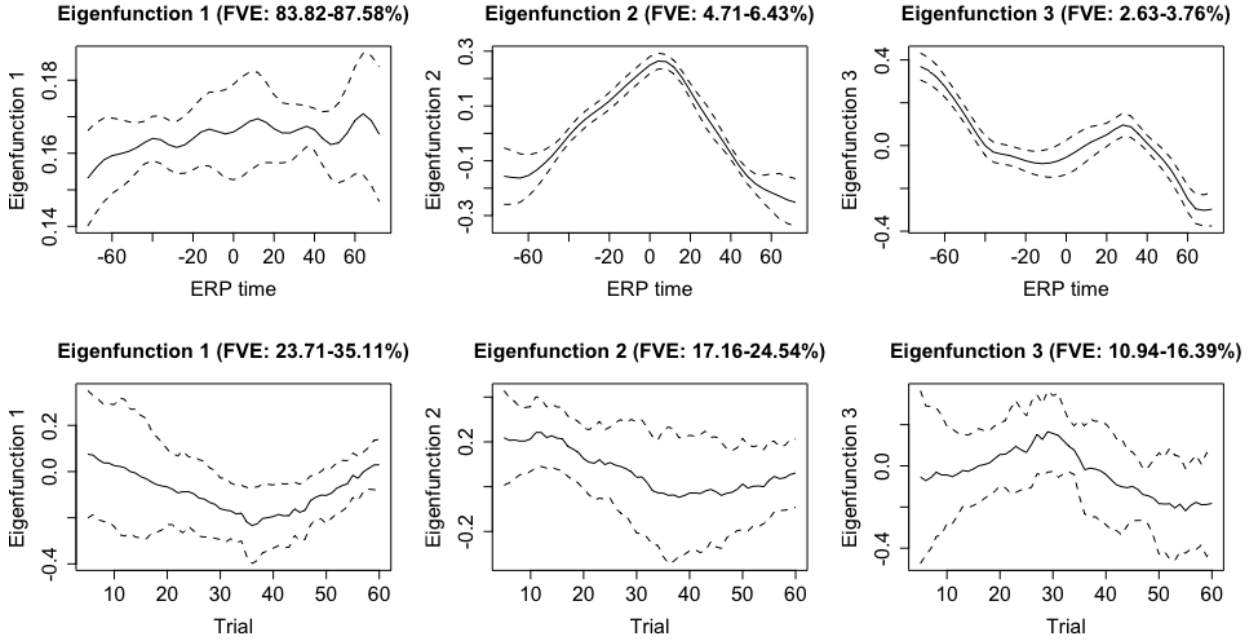 Eigenfunction 1 (FVE: 83.82-87.58%)
Eigenfunction 1
0.14 0.16 0.18
-60 -20 0 20 40 60
ERP time
Eigenfunction 2 (FVE: 4.71-6.43%)
Eigenfunction 2
-0.3 -0.1 0.1 0.3
-60 -20 0 20 40 60
ERP time
Eigenfunction 3 (FVE: 2.63-3.76%)
Eigenfunction 3
-0.4 0.0 0.4
-60 -20 0 20 40 60
ERP time
Eigenfunction 1 (FVE: 23.71-35.11%)
Eigenfunction 1
-0.4 0.0 0.2
10 20 30 40 50 60
Trial
Eigenfunction 2 (FVE: 17.16-24.54%)
Eigenfunction 2
-0.2 0.2
10 20 30 40 50 60
Trial
Eigenfunction 3 (FVE: 10.94-16.39%)
Eigenfunction 3
-0.4 0.0
10 20 30 40 50 60
Trial